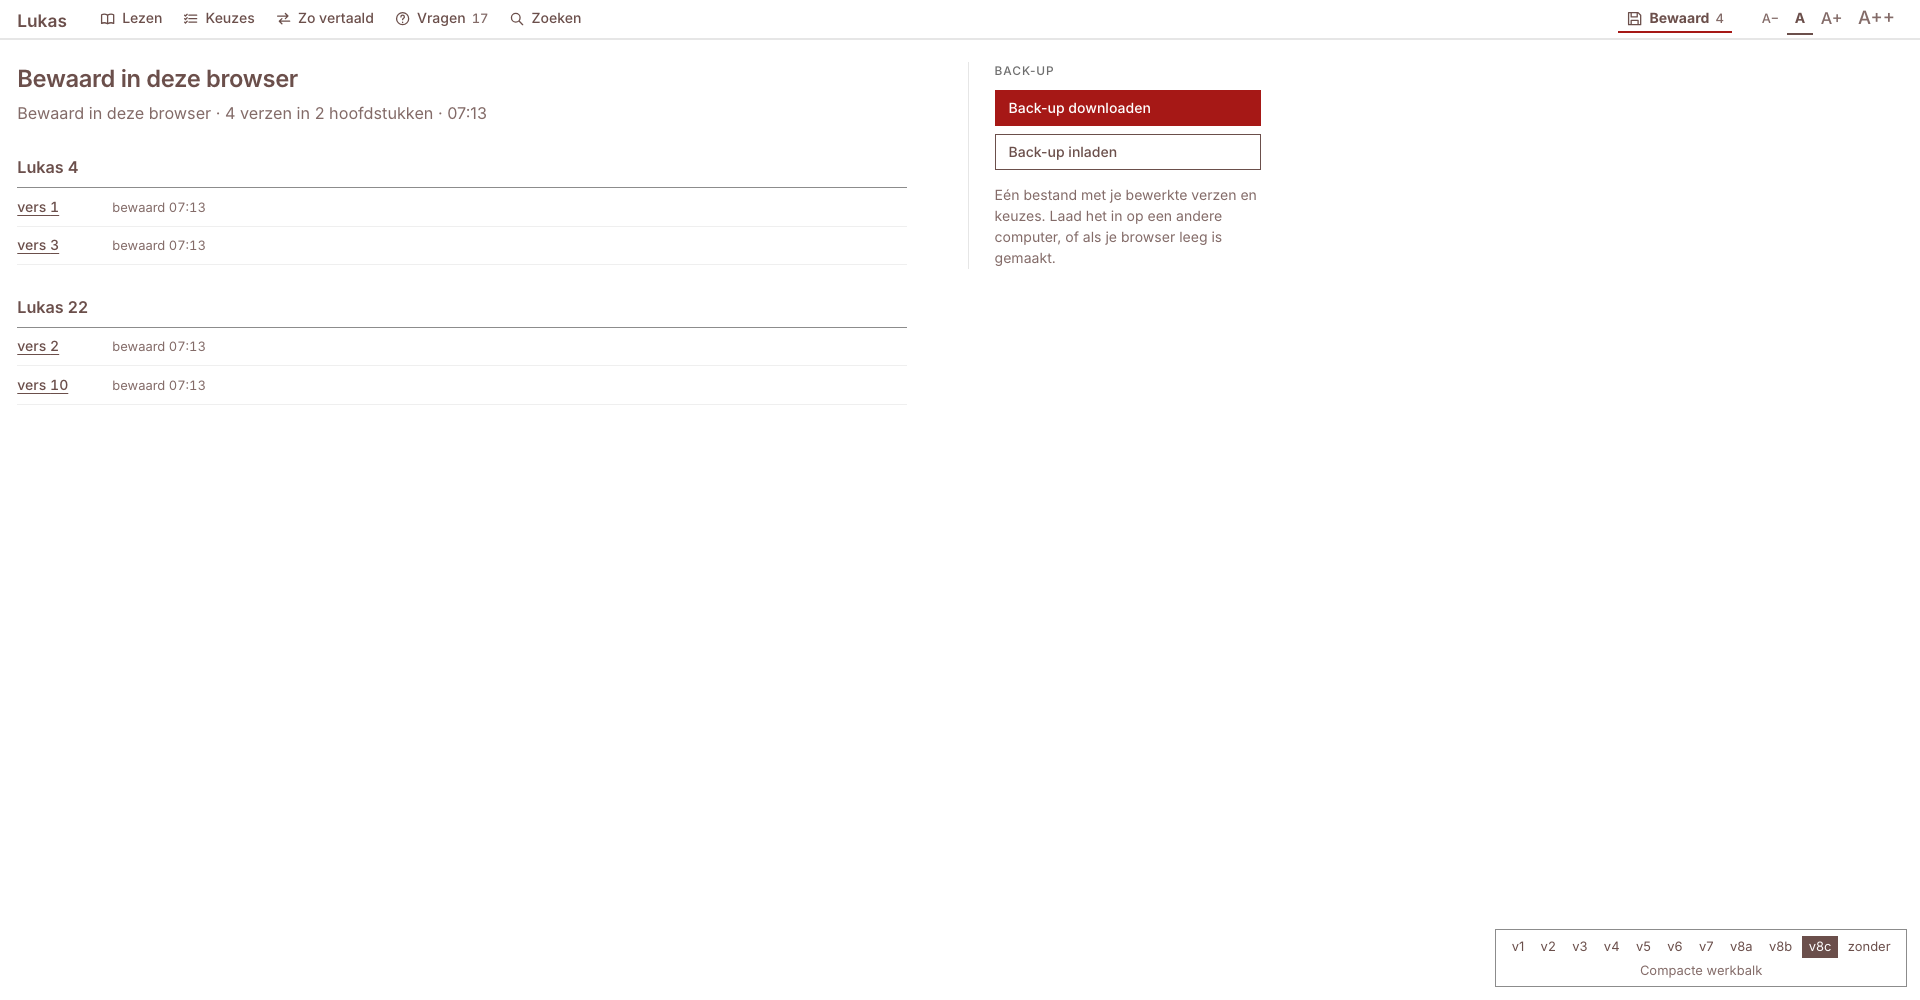 Lukas
Lezen
Keuzes
Zo vertaald
Vragen 17
Zoeken
Bewaard 4
A−
A
A+
A++
Bewaard in deze browser
Bewaard in deze browser · 4 verzen in 2 hoofdstukken · 07:13
Lukas 4
vers 1 bewaard 07:13
vers 3 bewaard 07:13
Lukas 22
vers 2 bewaard 07:13
vers 10 bewaard 07:13
BACK-UP
Back-up downloaden
Back-up inladen
Eén bestand met je bewerkte verzen en
keuzes. Laad het in op een andere
computer, of als je browser leeg is
gemaakt.
v1 v2 v3 v4 v5 v6 v7 v8a v8b v8c zonder
Compacte werkbalk